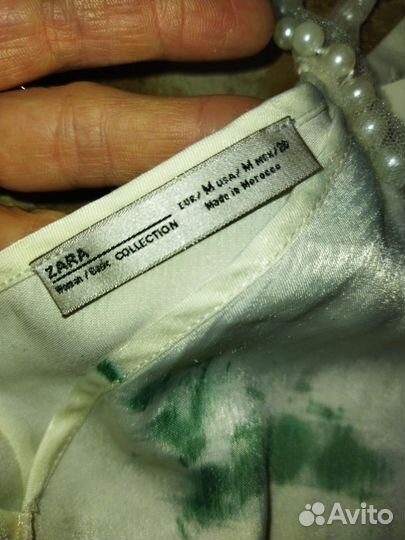 ZARA
Woman / Basic COLLECTION
EUR/ M USA/ M MEX/ 28
Made in Morocco
Avito